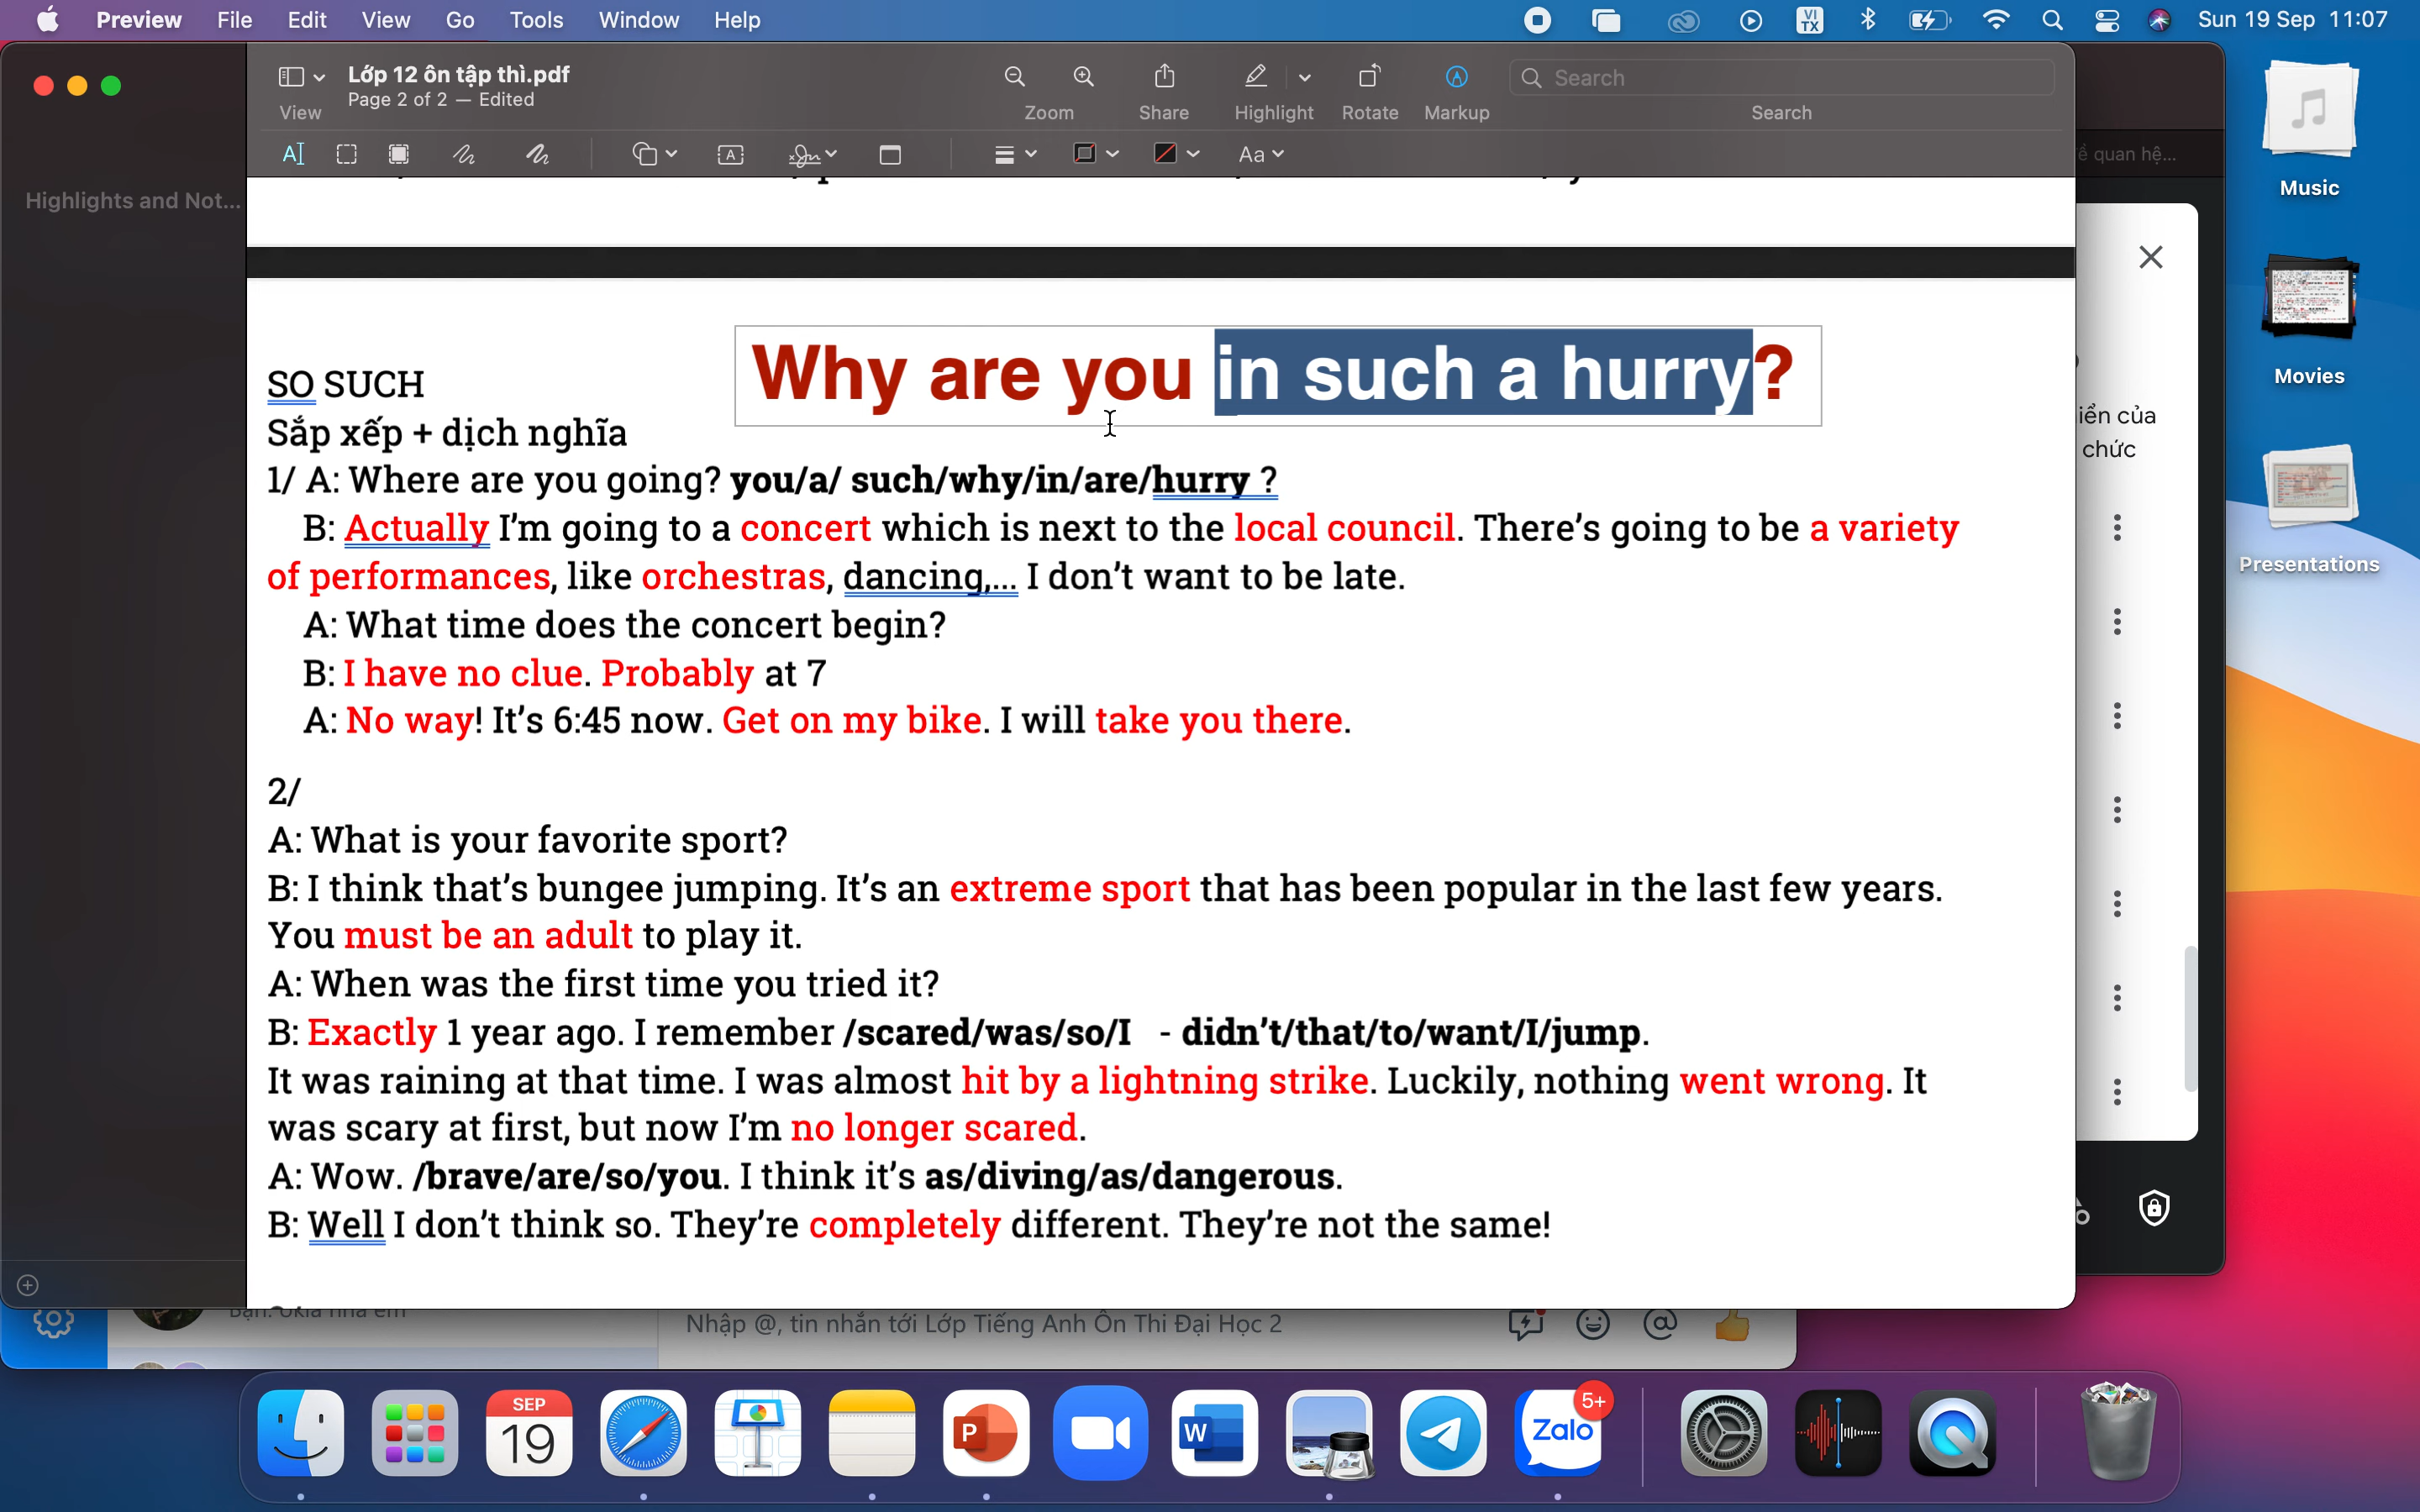 Preview File Edit View Go Tools Window Help
VI TX
Sun 19 Sep 11:07
Lớp 12 ôn tập thì.pdf
Page 2 of 2 — Edited
View
Zoom
Share
Highlight
Rotate
Markup
Search
Search
A
A
Aa
Highlights and Not...
quan hệ...
iển của
chức
Music
Movies
Presentations
Why are you in such a hurry?
SO SUCH
Sắp xếp + dịch nghĩa
1/ A: Where are you going? you/a/ such/why/in/are/hurry ?
B: Actually I’m going to a concert which is next to the local council. There’s going to be a variety
of performances, like orchestras, dancing,... I don’t want to be late.
A: What time does the concert begin?
B: I have no clue. Probably at 7
A: No way! It’s 6:45 now. Get on my bike. I will take you there.
2/
A: What is your favorite sport?
B: I think that’s bungee jumping. It’s an extreme sport that has been popular in the last few years.
You must be an adult to play it.
A: When was the first time you tried it?
B: Exactly 1 year ago. I remember /scared/was/so/I - didn’t/that/to/want/I/jump.
It was raining at that time. I was almost hit by a lightning strike. Luckily, nothing went wrong. It
was scary at first, but now I’m no longer scared.
A: Wow. /brave/are/so/you. I think it’s as/diving/as/dangerous.
B: Well I don’t think so. They’re completely different. They’re not the same!
Nhập @, tin nhắn tới Lớp Tiếng Anh Ôn Thi Đại Học 2
SEP
19
P
W
Zalo
5+